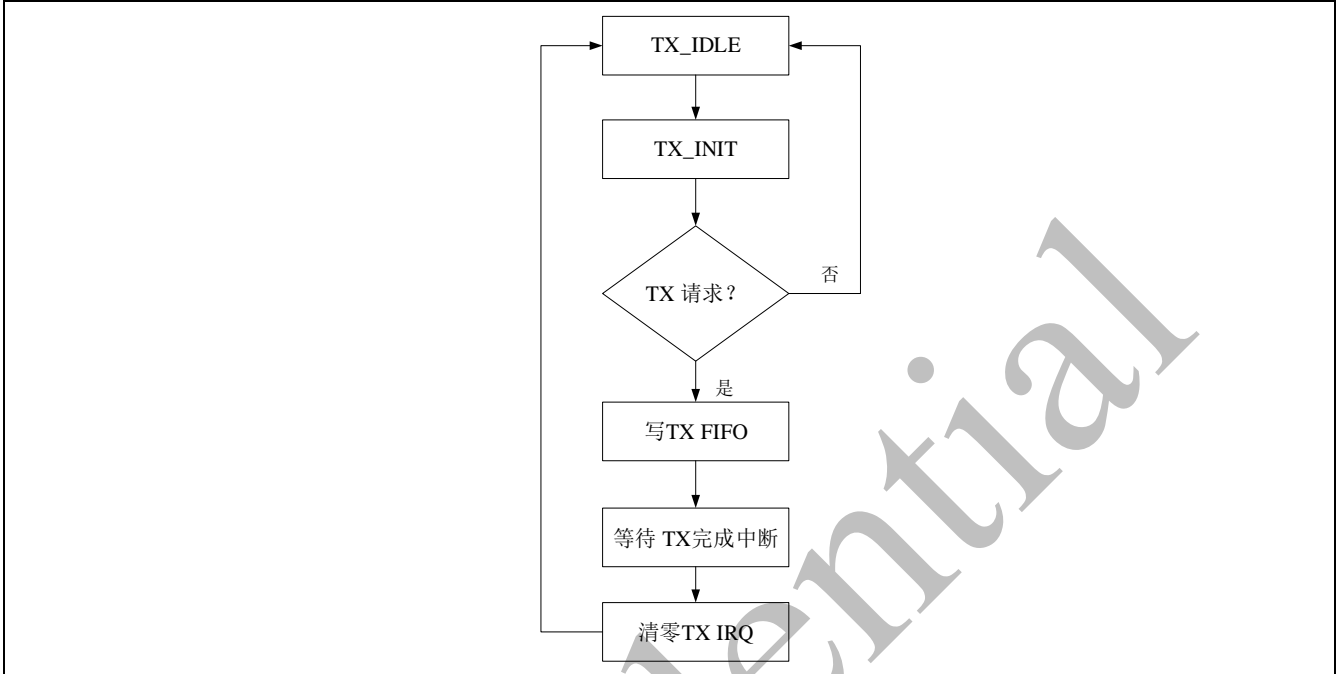 TX_IDLE
TX_INIT
TX 请求?
否
是
写TX FIFO
等待 TX完成中断
清零TX IRQ
dential